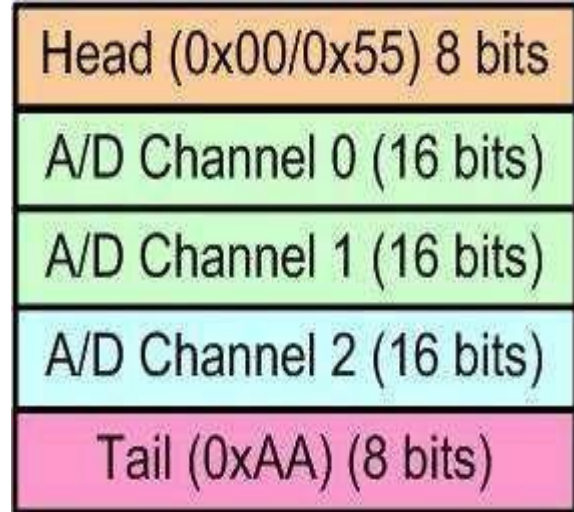 Head (0x00/0x55) 8 bits
A/D Channel 0 (16 bits)
A/D Channel 1 (16 bits)
A/D Channel 2 (16 bits)
Tail (0xAA) (8 bits)